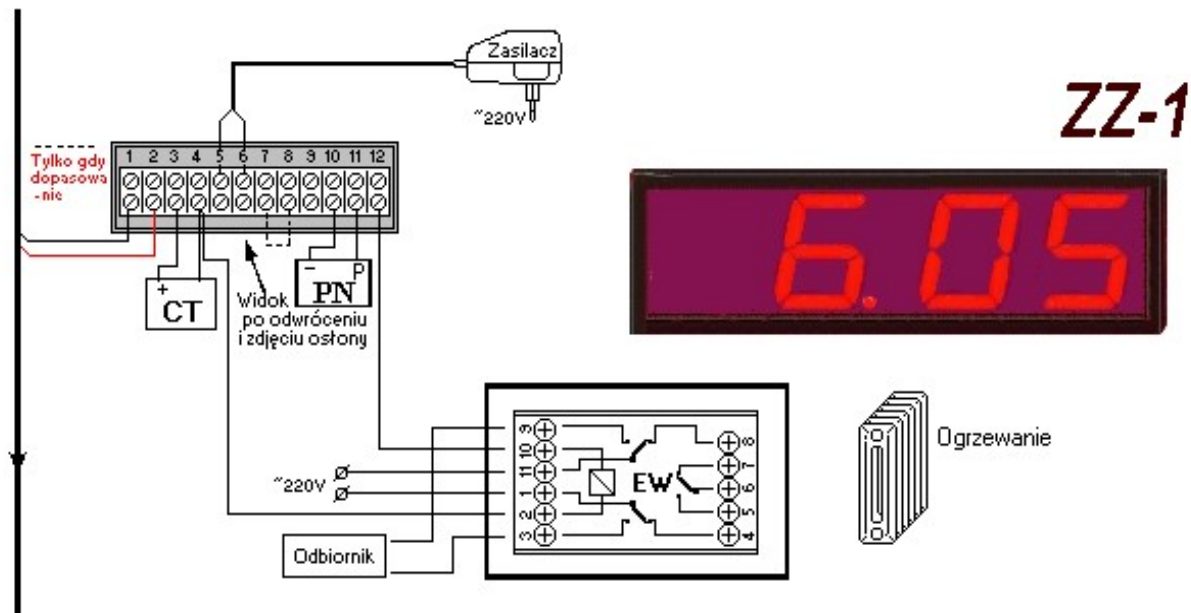 Zasilacz
~220V
ZZ-1
Tylko gdy
dopasowa
-nie
1 2 3 4 5 6 7 8 9 10 11 12
6.05
+
CT
Widok
po odwróceniu
i zdjęciu osłony
– P
PN
~220V
Odbiornik
9
10
11
1
2
3
EW
8
7
6
5
4
Ogrzewanie